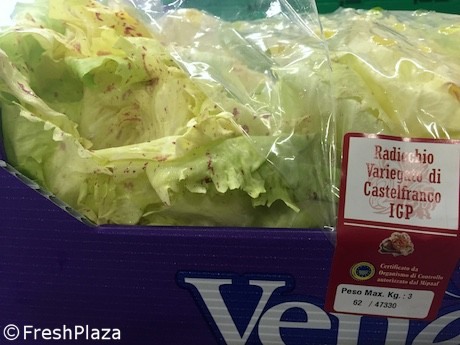 Radicchio
Variegato di
Castelfranco
IGP
Certificato da
Organismo di Controllo
autorizzato dal Mipaaf
Peso Max. Kg. : 3
62 / 47330
©FreshPlaza